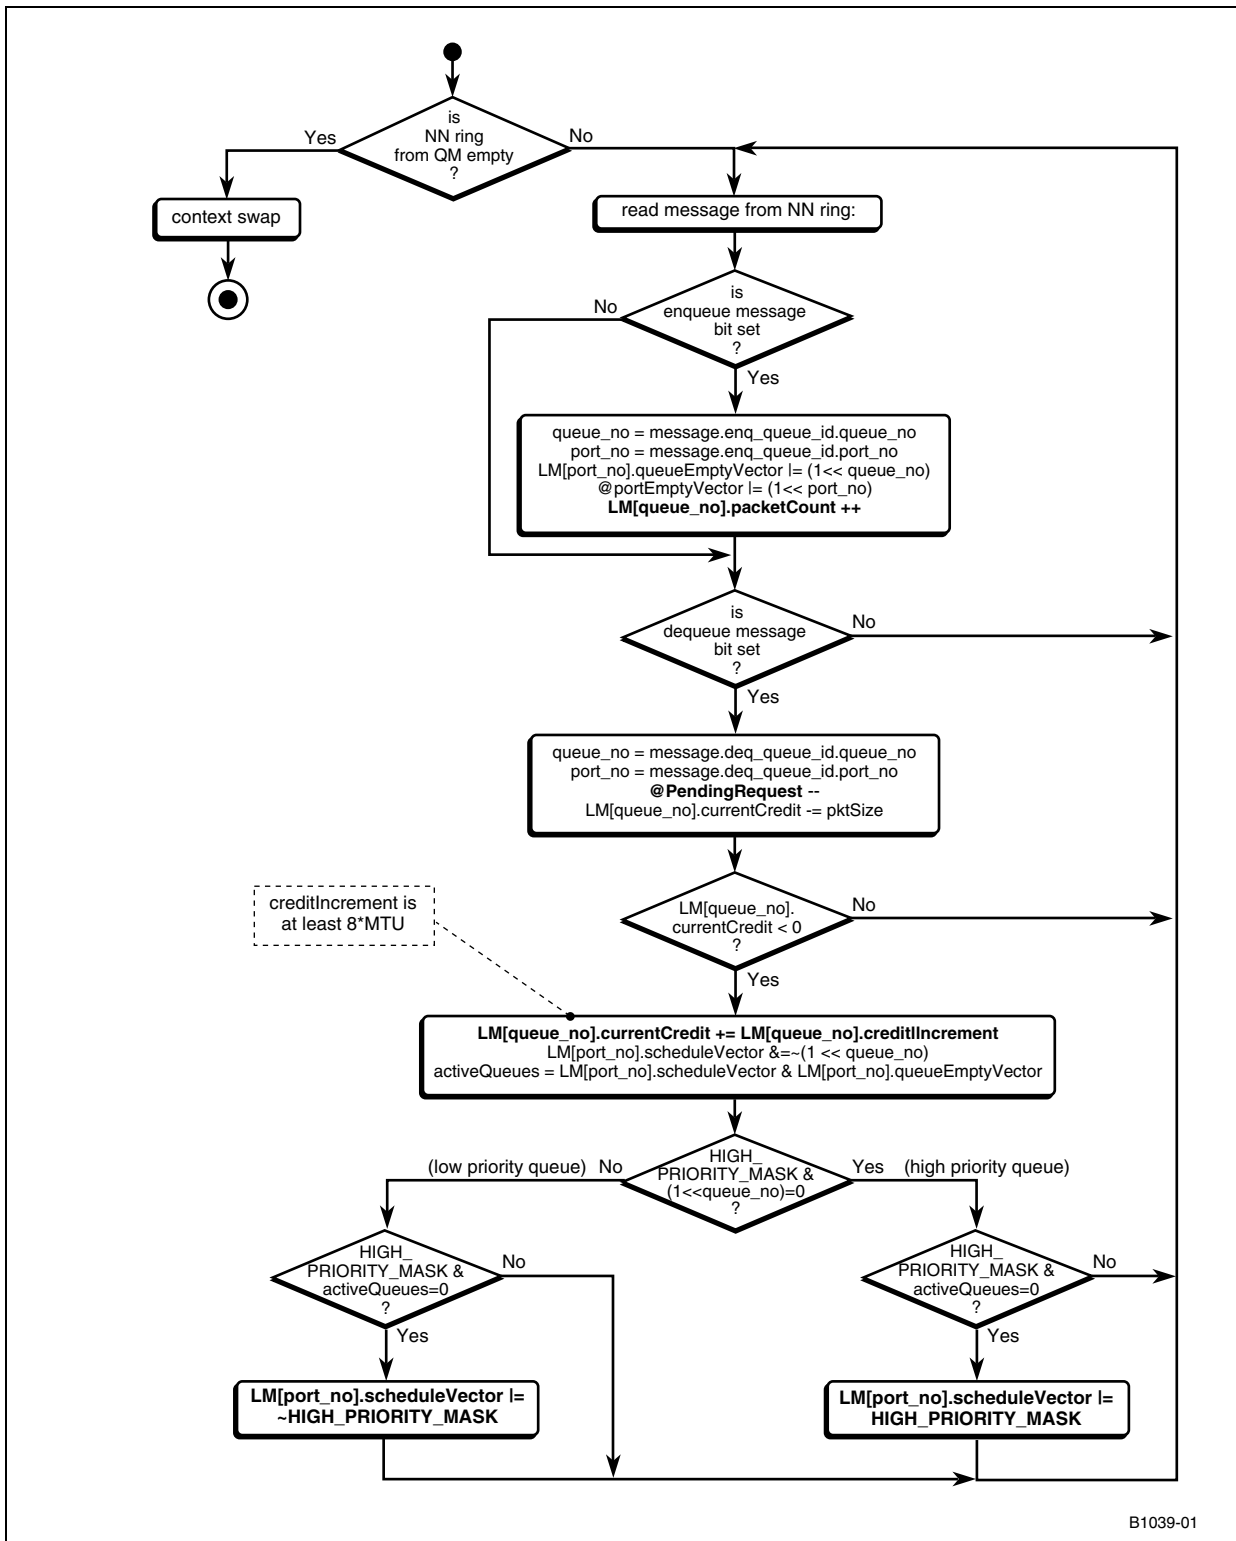 is
NN ring
from QM empty
?
Yes
No
context swap
read message from NN ring:
is
enqueue message
bit set
?
No
Yes
queue_no = message.enq_queue_id.queue_no
port_no = message.enq_queue_id.port_no
LM[port_no].queueEmptyVector |= (1<< queue_no)
@portEmptyVector |= (1<< port_no)
LM[queue_no].packetCount ++
is
dequeue message
bit set
?
No
Yes
queue_no = message.deq_queue_id.queue_no
port_no = message.deq_queue_id.port_no
@PendingRequest --
LM[queue_no].currentCredit -= pktSize
creditIncrement is
at least 8*MTU
LM[queue_no].
currentCredit < 0
?
No
Yes
LM[queue_no].currentCredit += LM[queue_no].creditIIncrement
LM[port_no].scheduleVector &=~(1 << queue_no)
activeQueues = LM[port_no].scheduleVector & LM[port_no].queueEmptyVector
HIGH_
PRIORITY_MASK &
(1<<queue_no)=0
?
(low priority queue) No
Yes (high priority queue)
HIGH_
PRIORITY_MASK &
activeQueues=0
?
No
Yes
HIGH_
PRIORITY_MASK &
activeQueues=0
?
No
Yes
LM[port_no].scheduleVector |=
~HIGH_PRIORITY_MASK
LM[port_no].scheduleVector |=
HIGH_PRIORITY_MASK
B1039-01